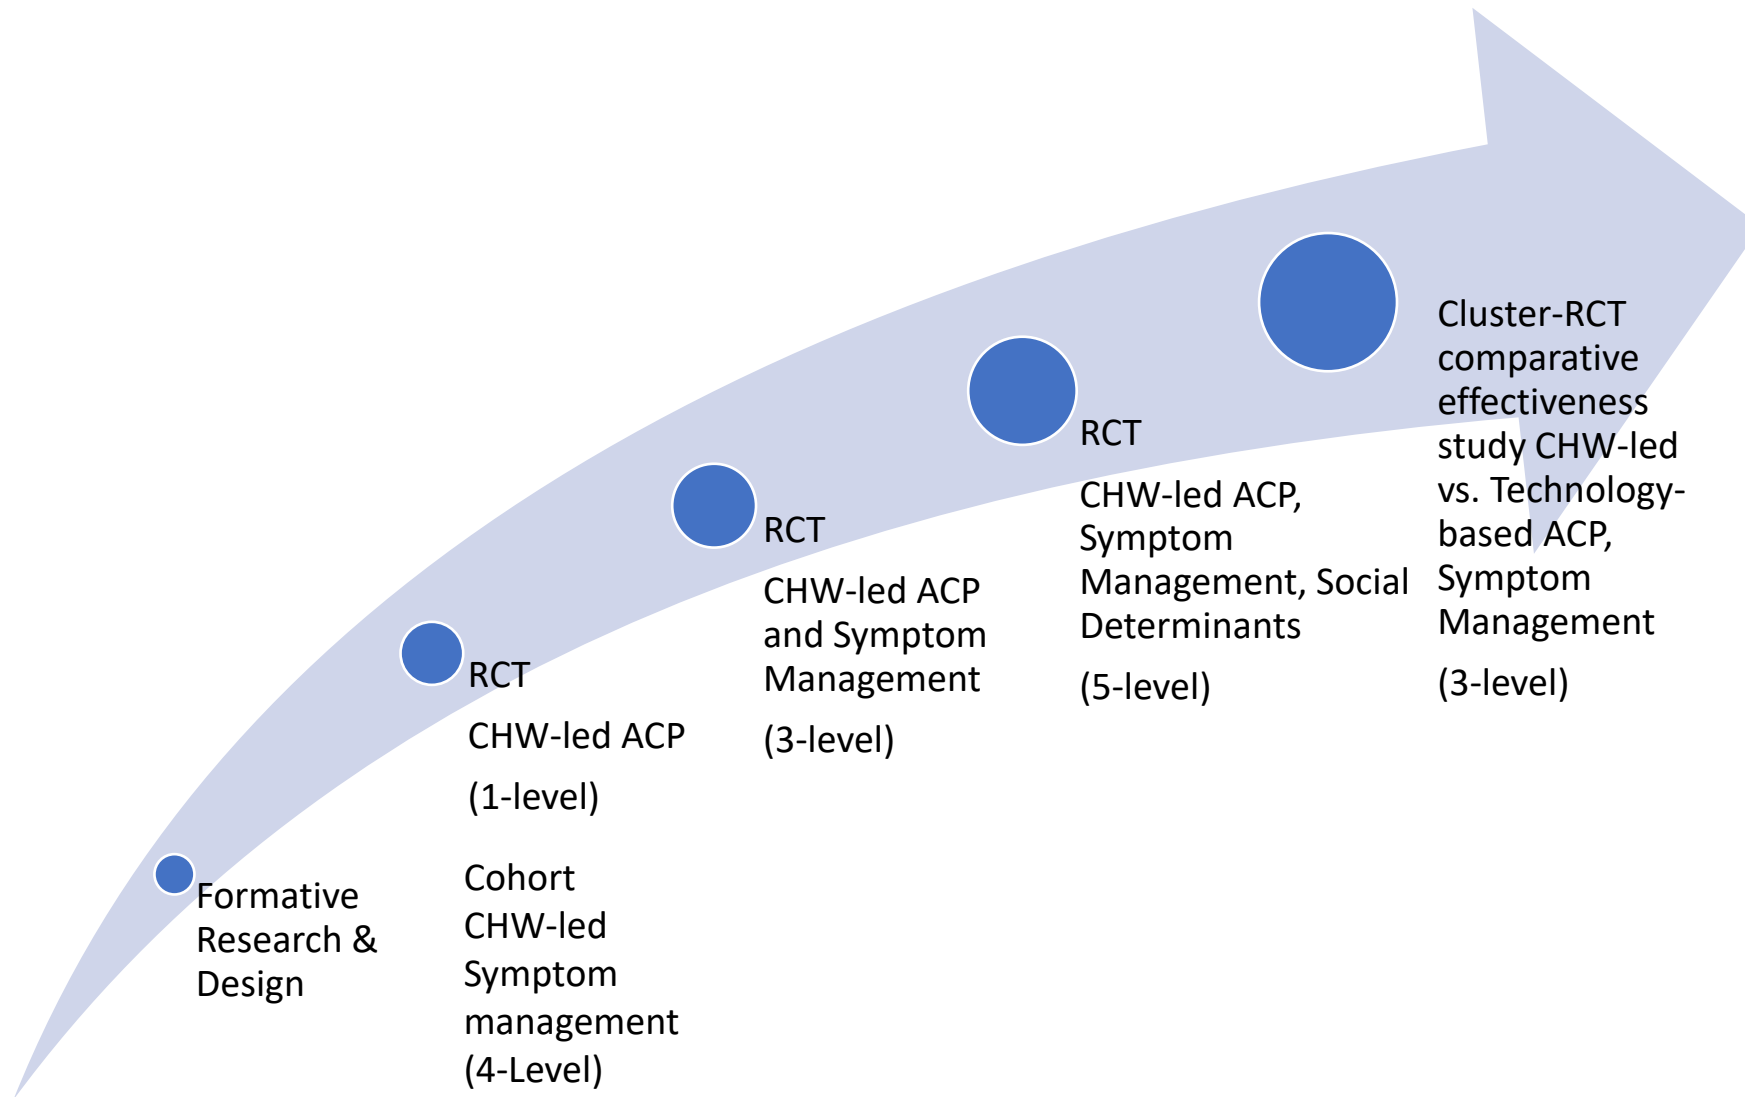 Formative
Research &
Design
RCT
CHW-led ACP
(1-level)
Cohort
CHW-led
Symptom
management
(4-Level)
RCT
CHW-led ACP
and Symptom
Management
(3-level)
RCT
CHW-led ACP,
Symptom
Management, Social
Determinants
(5-level)
Cluster-RCT
comparative
effectiveness
study CHW-led
vs. Technology-
based ACP,
Symptom
Management
(3-level)